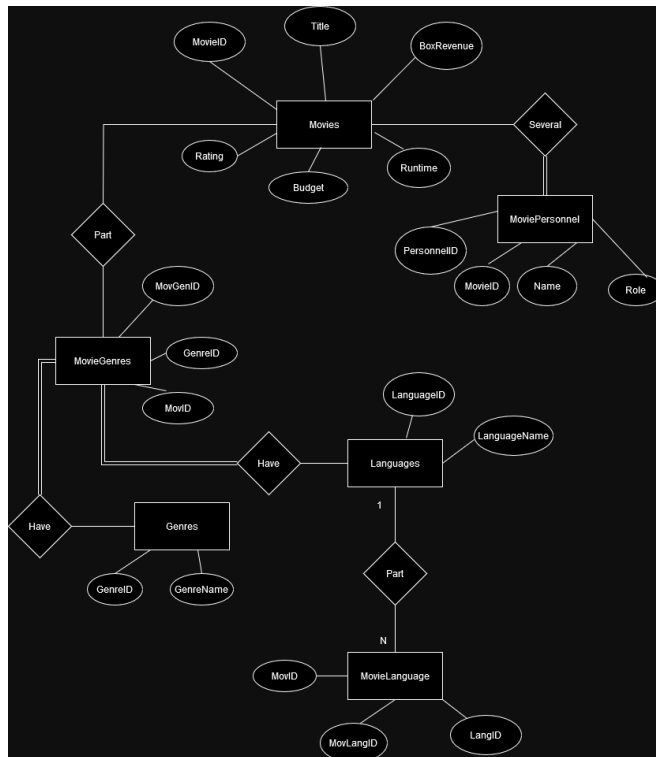 Title
MovieID
BoxRevenue
Movies
Several
Rating
Runtime
Budget
MoviePersonnel
Part
PersonnelID
MovieID
Name
Role
MovGenID
MovieGenres
GenreID
MovID
LanguageID
LanguageName
Have
Languages
1
Have
Genres
GenreID
GenreName
Part
N
MovID
MovieLanguage
LangID
MovLangID